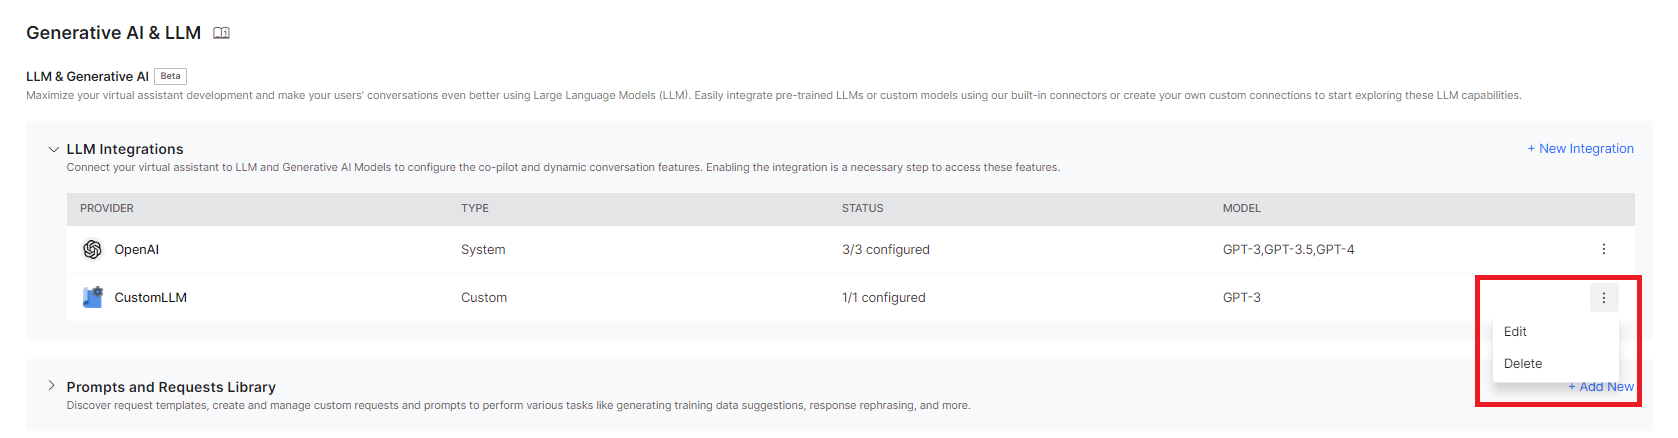 Generative AI & LLM
LLM & Generative AI Beta
Maximize your virtual assistant development and make your users' conversations even better using Large Language Models (LLM). Easily integrate pre-trained LLMs or custom models using our built-in connectors or create your own custom connections to start exploring these LLM capabilities.
LLM Integrations + New Integration
Connect your virtual assistant to LLM and Generative AI Models to configure the co-pilot and dynamic conversation features. Enabling the integration is a necessary step to access these features.
PROVIDER TYPE STATUS MODEL
OpenAI System 3/3 configured GPT-3,GPT-3.5,GPT-4
CustomLLM Custom 1/1 configured GPT-3
Edit
Delete
Prompts and Requests Library + Add New
Discover request templates, create and manage custom requests and prompts to perform various tasks like generating training data suggestions, response rephrasing, and more.